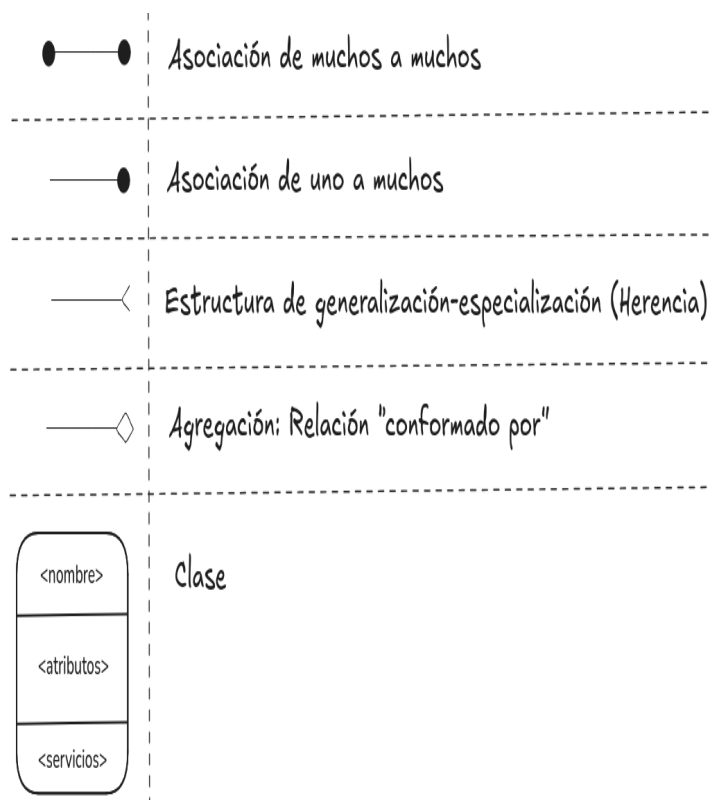 Asociación de muchos a muchos
Asociación de uno a muchos
Estructura de generalización-especialización (Herencia)
Agregación: Relación "conformado por"
<nombre>
Clase
<atributos>
<servicios>